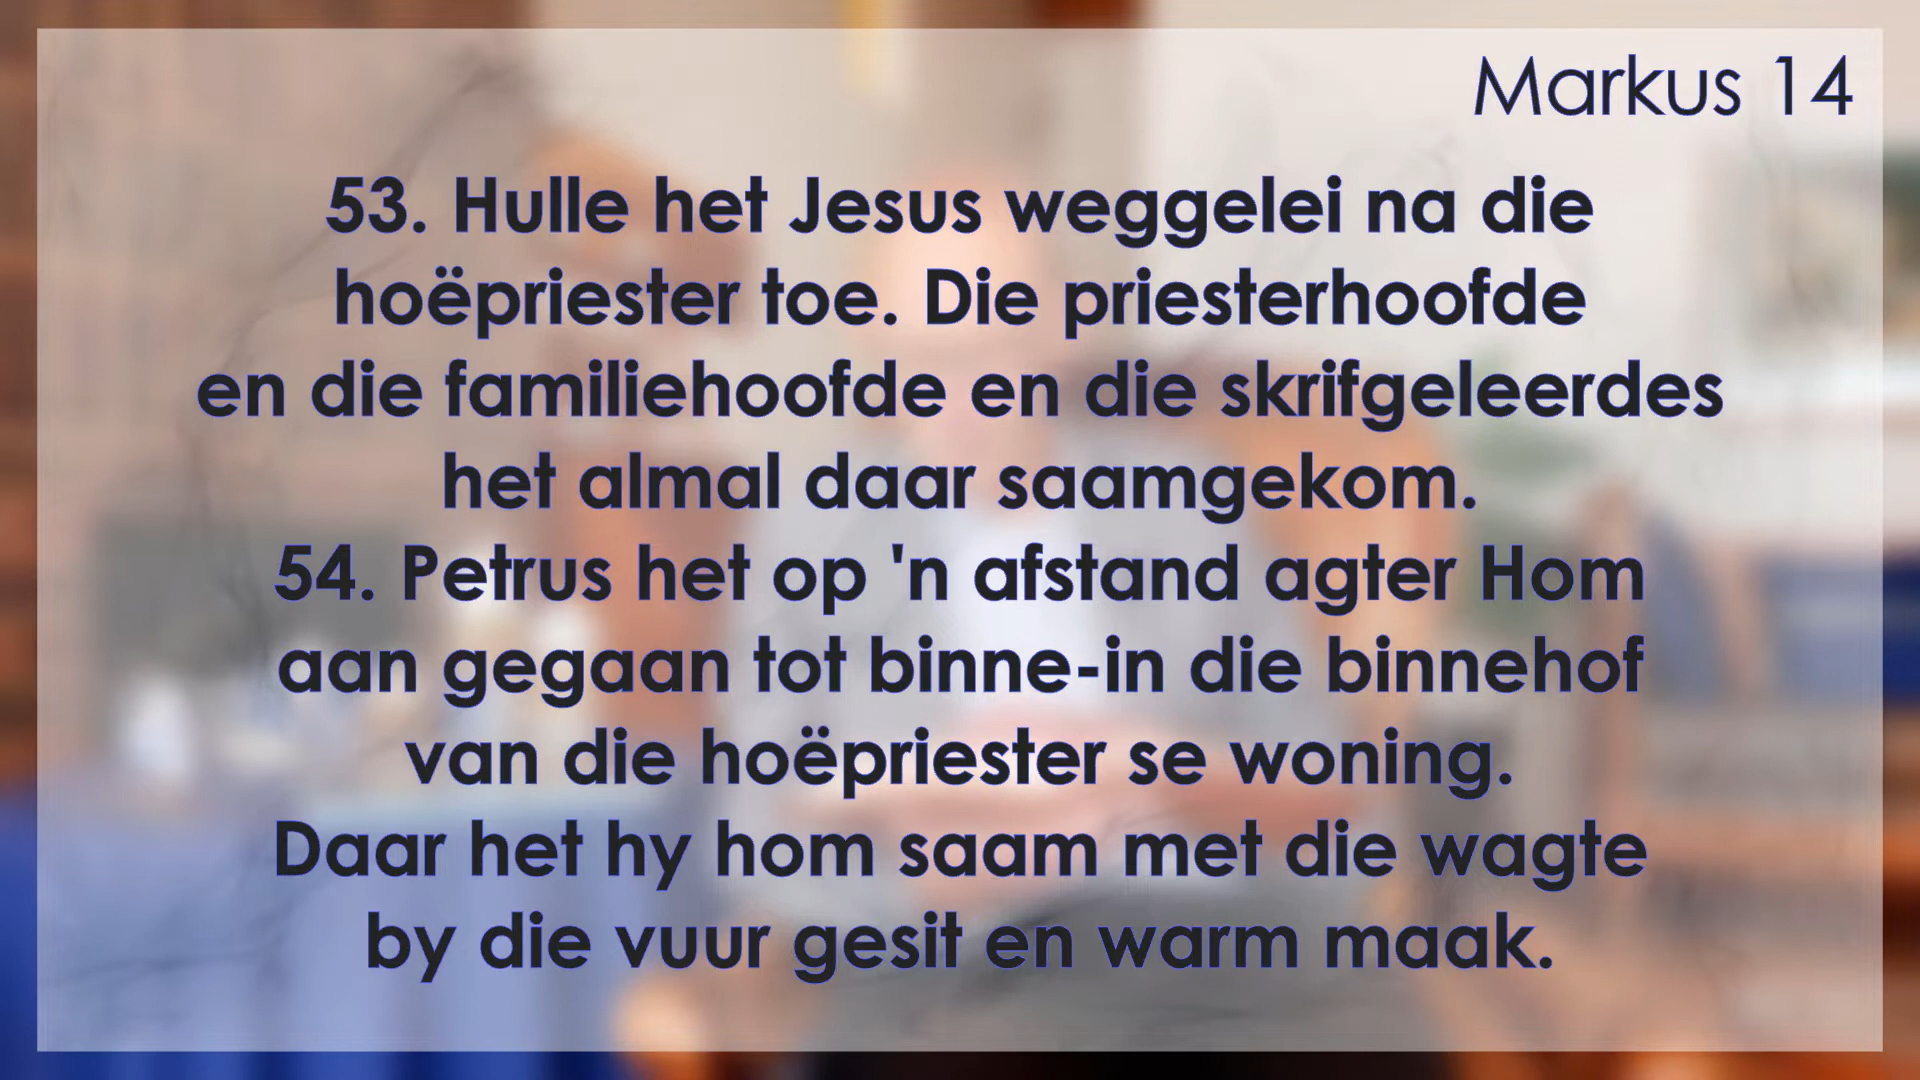 Markus 14
53. Hulle het Jesus weggelei na die
hoëpriester toe. Die priesterhoofde
en die familiehoofde en die skrifgeleerdes
het almal daar saamgekom.
54. Petrus het op 'n afstand agter Hom
aan gegaan tot binne-in die binnehof
van die hoëpriester se woning.
Daar het hy hom saam met die wagte
by die vuur gesit en warm maak.